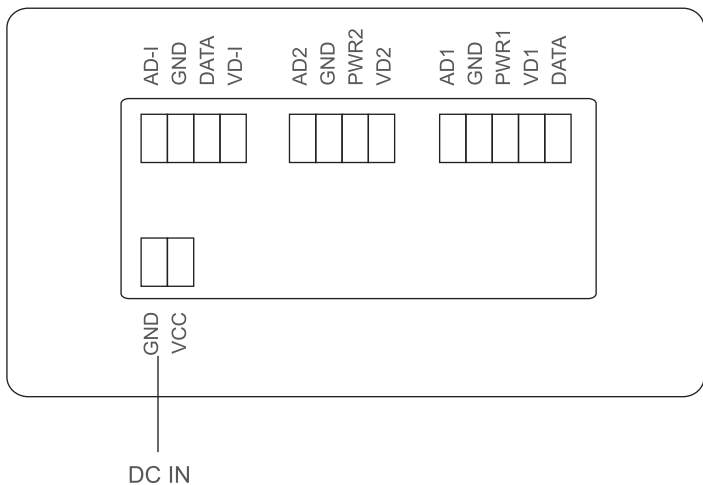 AD-I
GND
DATA
VD-I
AD2
GND
PWR2
VD2
AD1
GND
PWR1
VD1
DATA
GND
VCC
DC IN